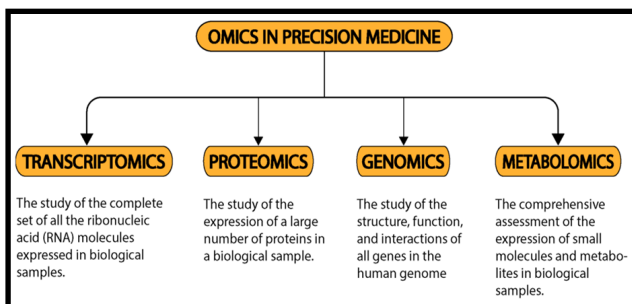 OMICS IN PRECISION MEDICINE
TRANSCRIPTOMICS
The study of the complete
set of all the ribonucleic
acid (RNA) molecules
expressed in biological
samples.
PROTEOMICS
The study of the
expression of a large
number of proteins in
a biological sample.
GENOMICS
The study of the
structure, function,
and interactions of
all genes in the
human genome
METABOLOMICS
The comprehensive
assessment of the
expression of small
molecules and metabo-
lites in biological
samples.